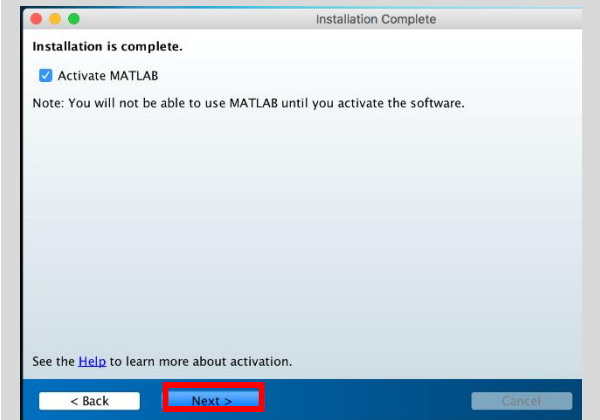 Installation Complete
Installation is complete.
Activate MATLAB
Note: You will not be able to use MATLAB until you activate the software.
See the Help to learn more about activation.
< Back Next > Cancel